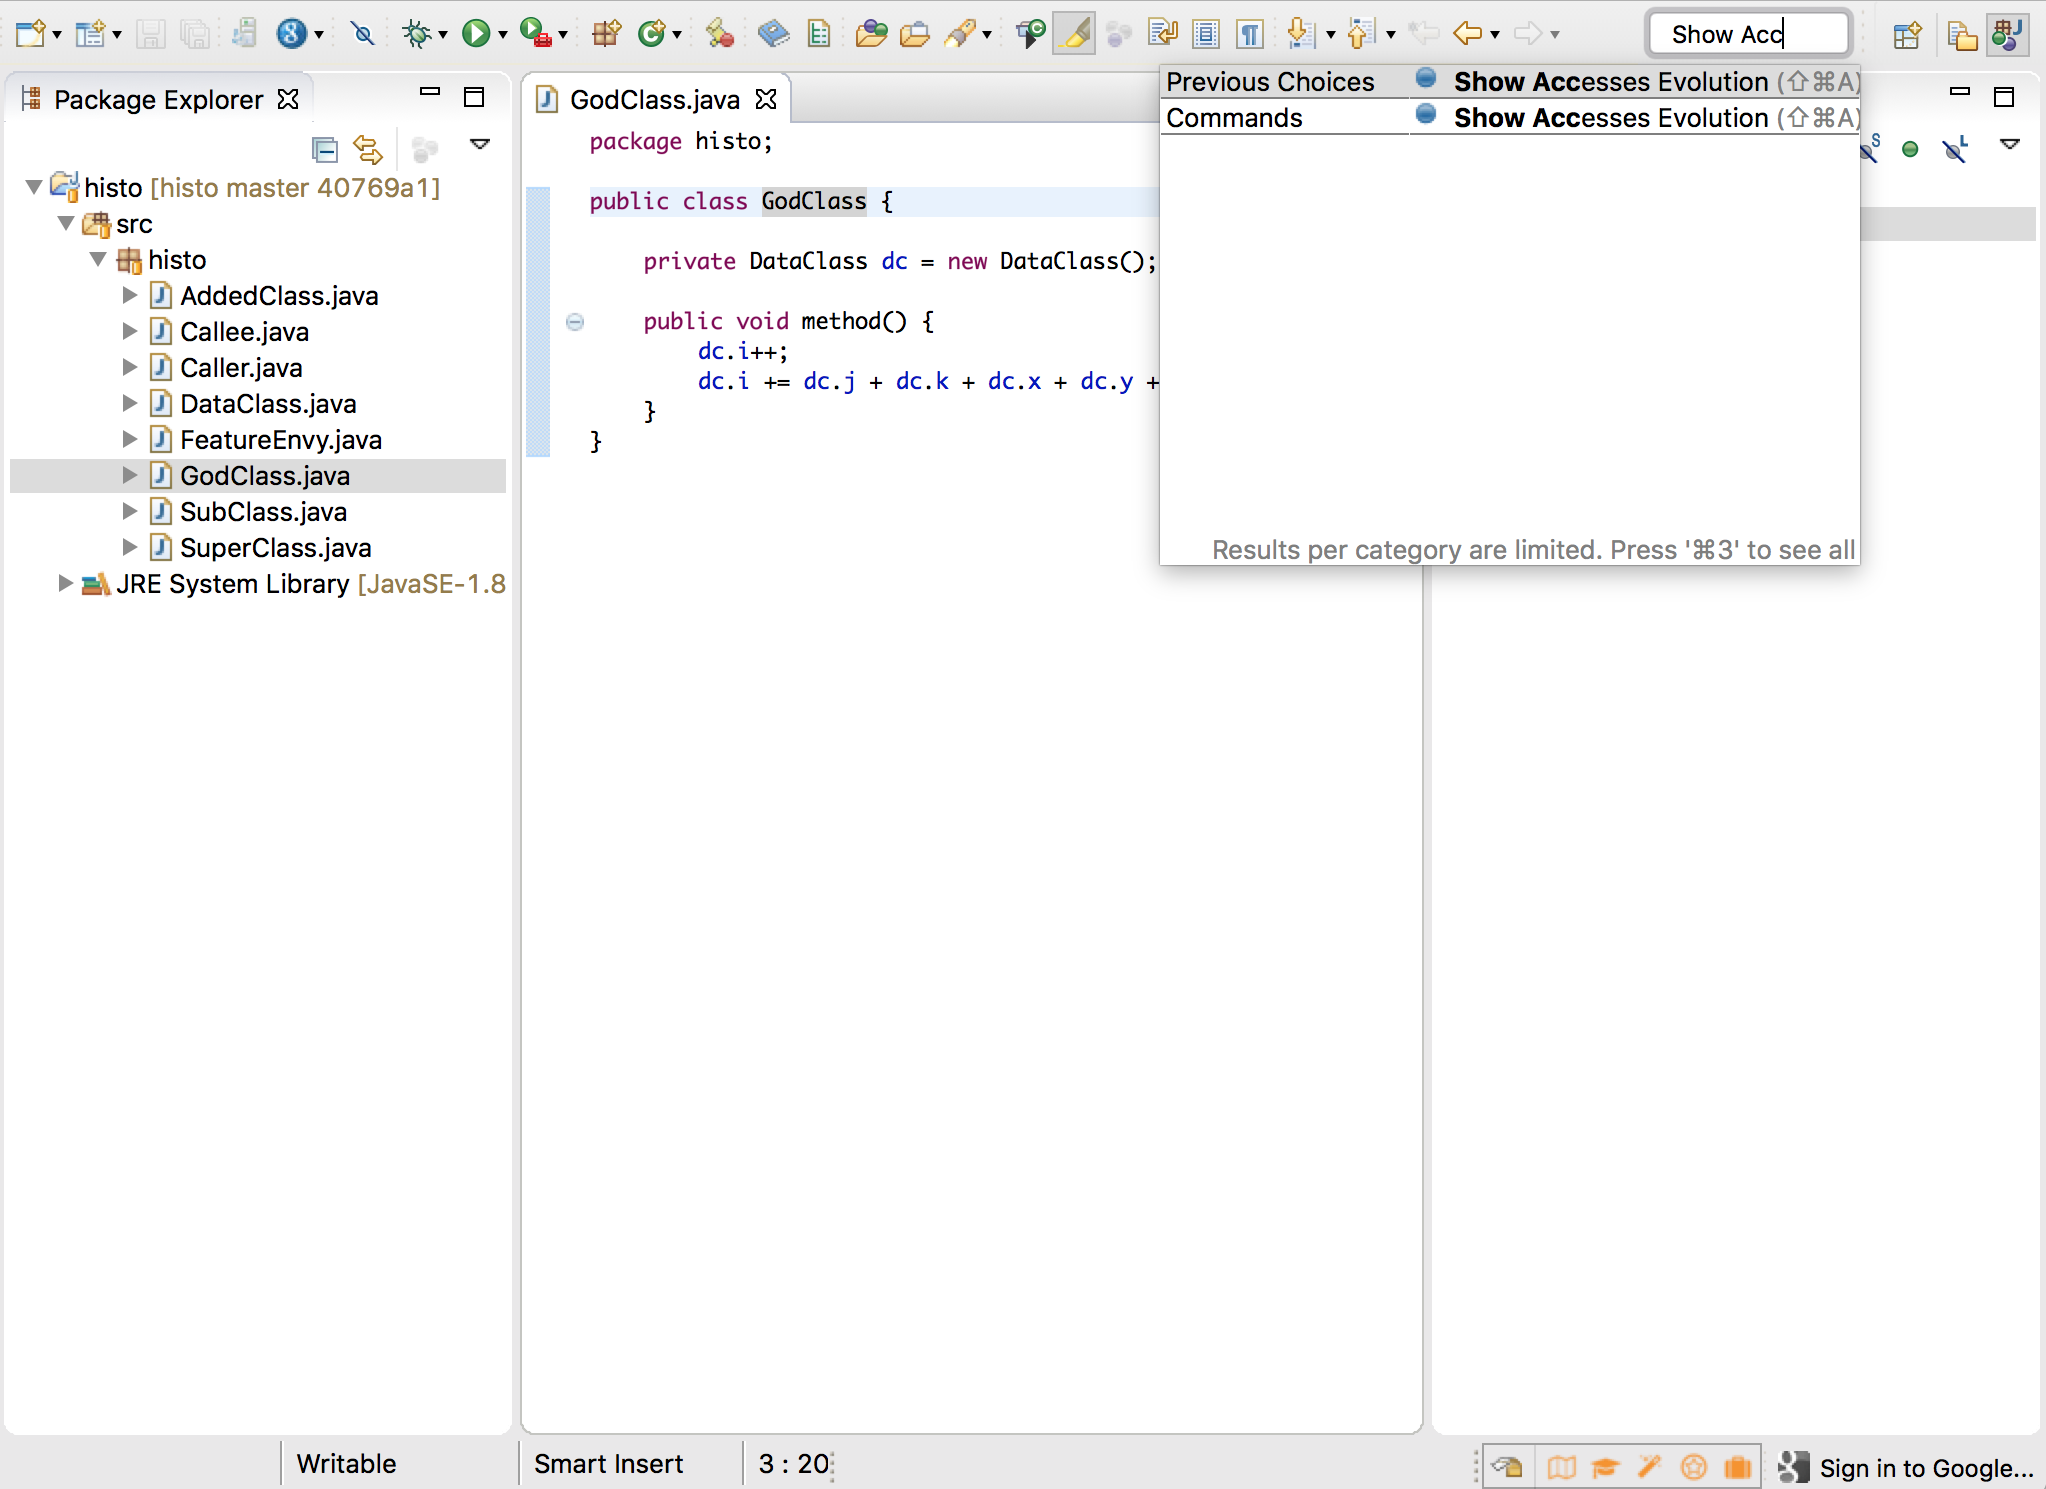 Show Acc
Package Explorer
GodClass.java
Previous Choices Show Accesses Evolution (⇧⌘A)
Commands Show Accesses Evolution (⇧⌘A)
Results per category are limited. Press '⌘3' to see all
histo [histo master 40769a1]
src
histo
AddedClass.java
Callee.java
Caller.java
DataClass.java
FeatureEnvy.java
GodClass.java
SubClass.java
SuperClass.java
JRE System Library [JavaSE-1.8
package histo;
public class GodClass {
private DataClass dc = new DataClass();
public void method() {
dc.i++;
dc.i += dc.j + dc.k + dc.x + dc.y +
}
}
Writable
Smart Insert
3 : 20
Sign in to Google...